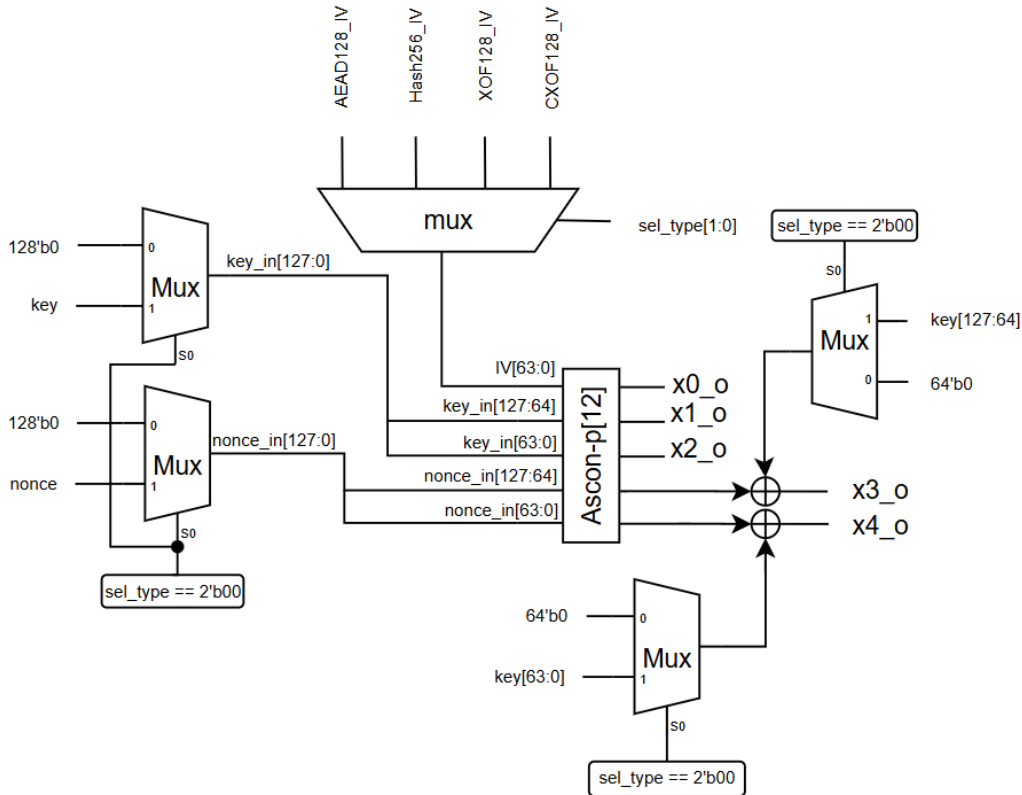 AEAD128_IV
Hash256_IV
XOF128_IV
CXOF128_IV
mux
sel_type[1:0]
sel_type == 2'b00
S0
128'b0
0
key_in[127:0]
Mux
key
1
S0
1
key[127:64]
Mux
0
64'b0
IV[63:0]
x0_o
key_in[127:64]
x1_o
key_in[63:0]
x2_o
nonce_in[127:64]
x3_o
nonce_in[63:0]
x4_o
Ascon-p[12]
128'b0
0
nonce_in[127:0]
Mux
nonce
1
S0
sel_type == 2'b00
64'b0
0
Mux
key[63:0]
1
S0
sel_type == 2'b00